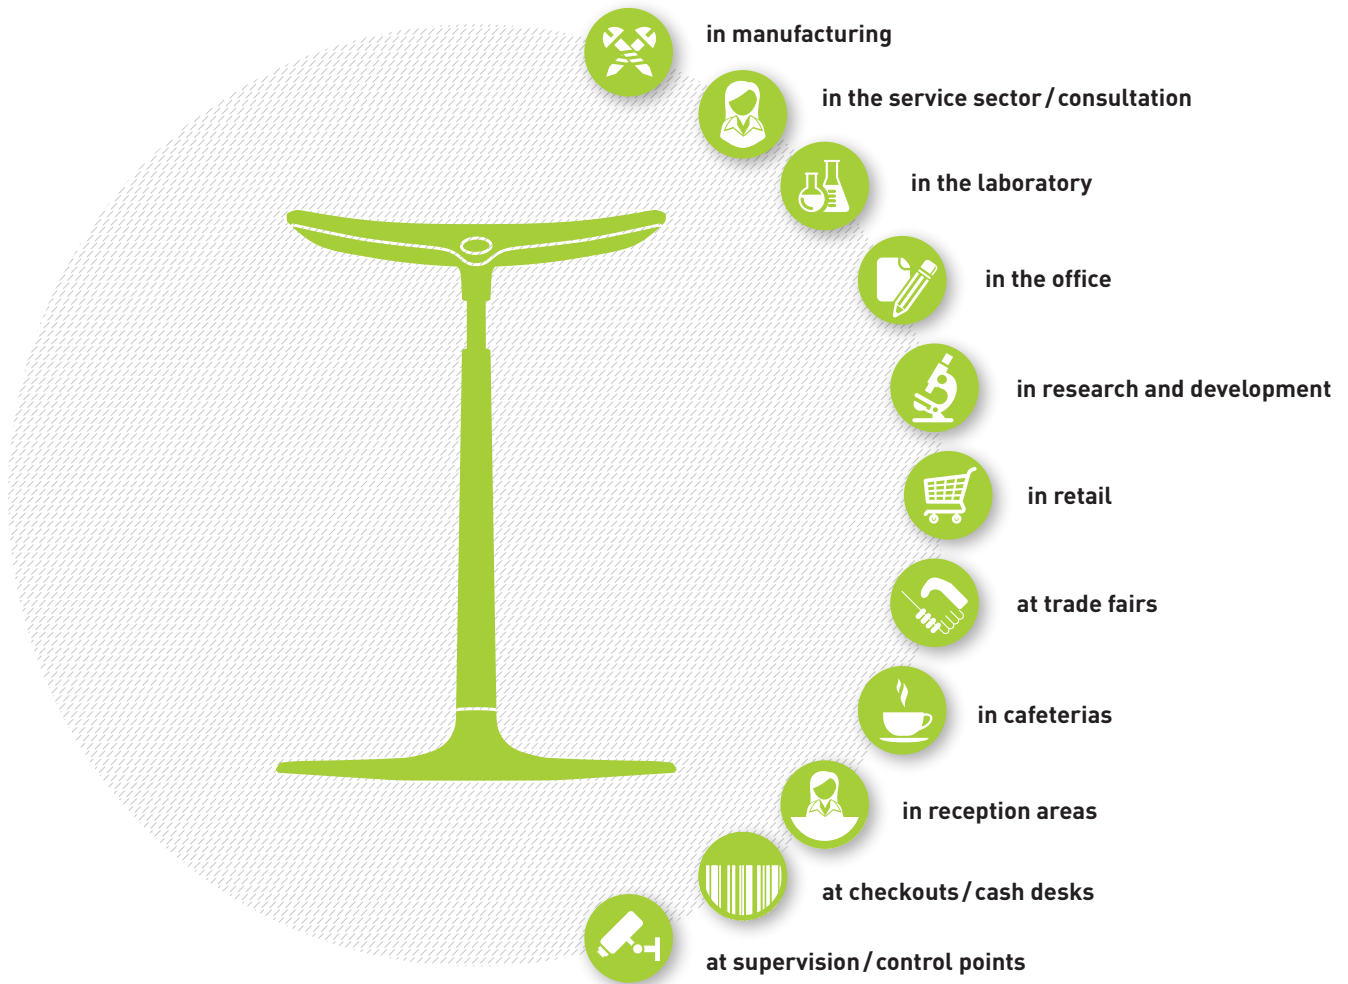 in manufacturing
in the service sector / consultation
in the laboratory
in the office
in research and development
in retail
at trade fairs
in cafeterias
in reception areas
at checkouts / cash desks
at supervision / control points